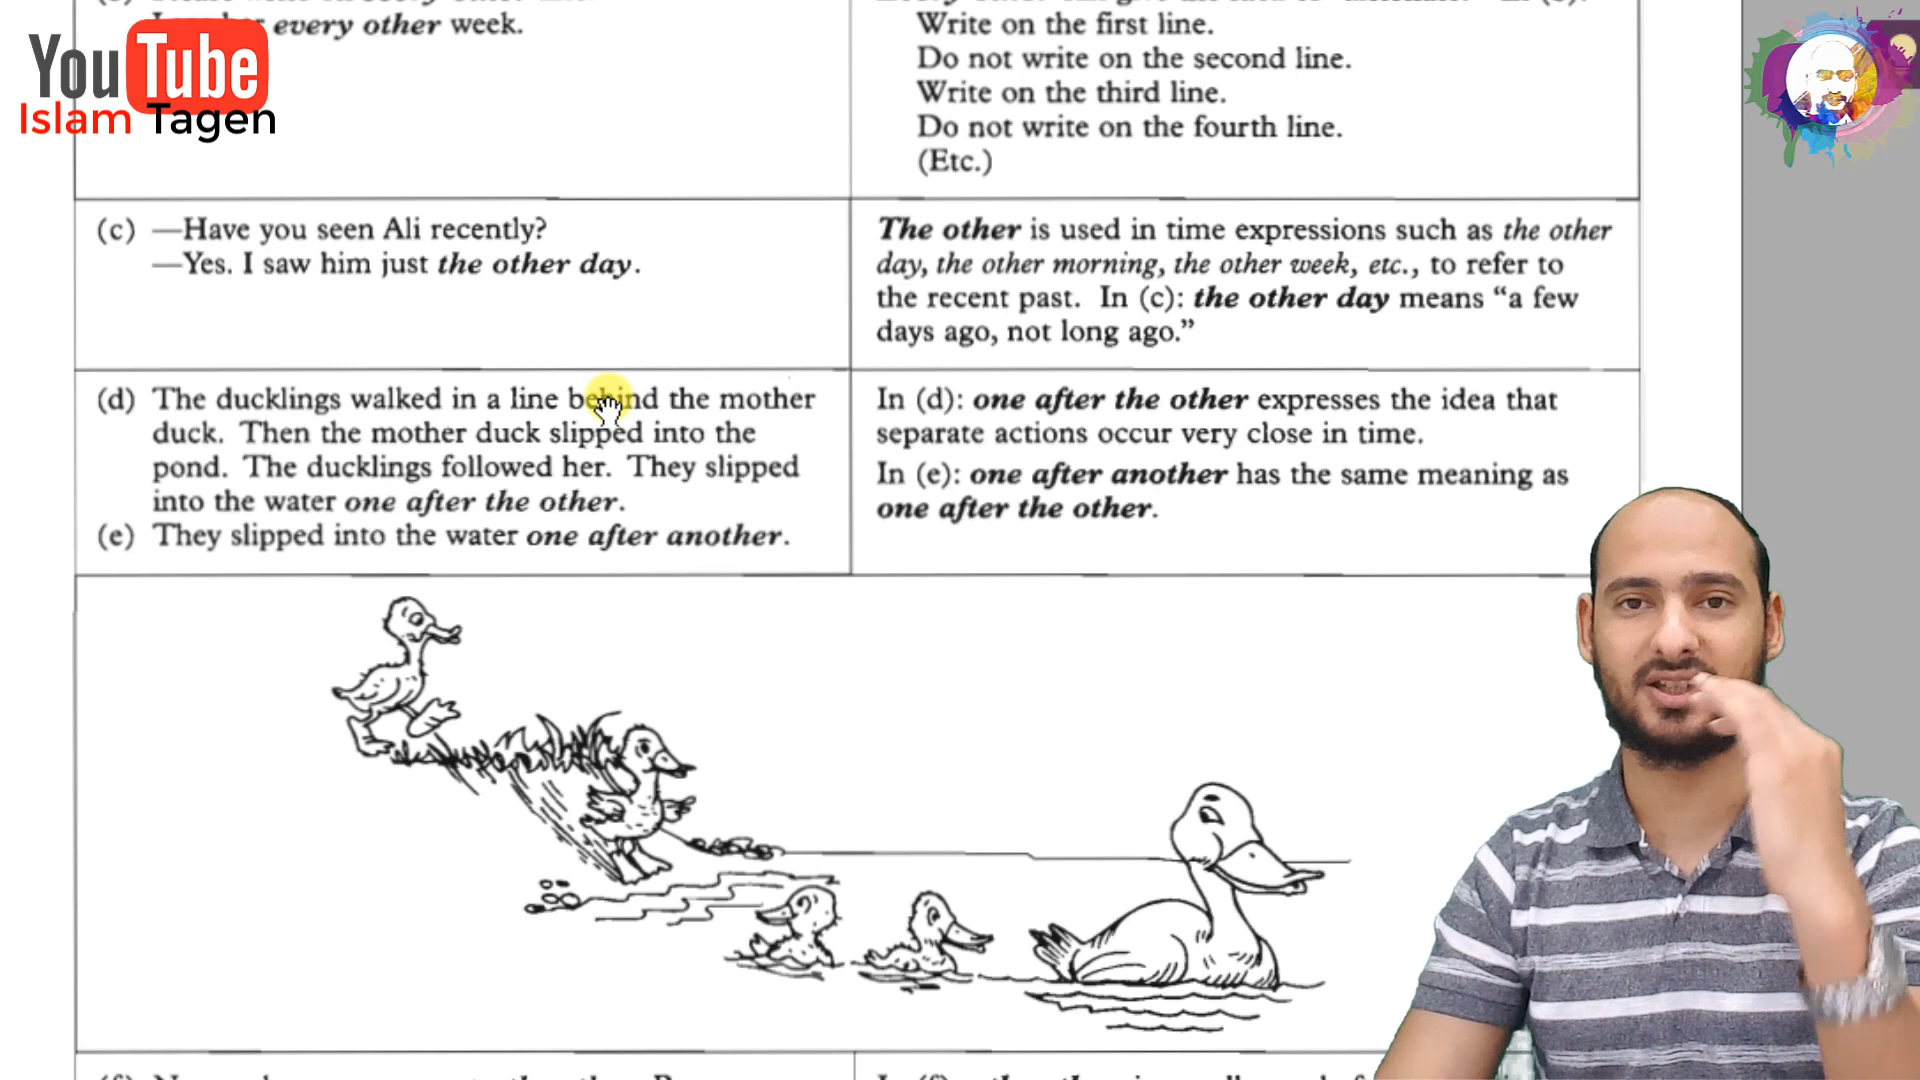 You Tube
Islam Tagen
every other week.
Write on the first line.
Do not write on the second line.
Write on the third line.
Do not write on the fourth line.
(Etc.)
(c) —Have you seen Ali recently?
—Yes. I saw him just the other day.
The other is used in time expressions such as the other
day, the other morning, the other week, etc., to refer to
the recent past. In (c): the other day means “a few
days ago, not long ago.”
(d) The ducklings walked in a line behind the mother
duck. Then the mother duck slipped into the
pond. The ducklings followed her. They slipped
into the water one after the other.
(e) They slipped into the water one after another.
In (d): one after the other expresses the idea that
separate actions occur very close in time.
In (e): one after another has the same meaning as
one after the other.